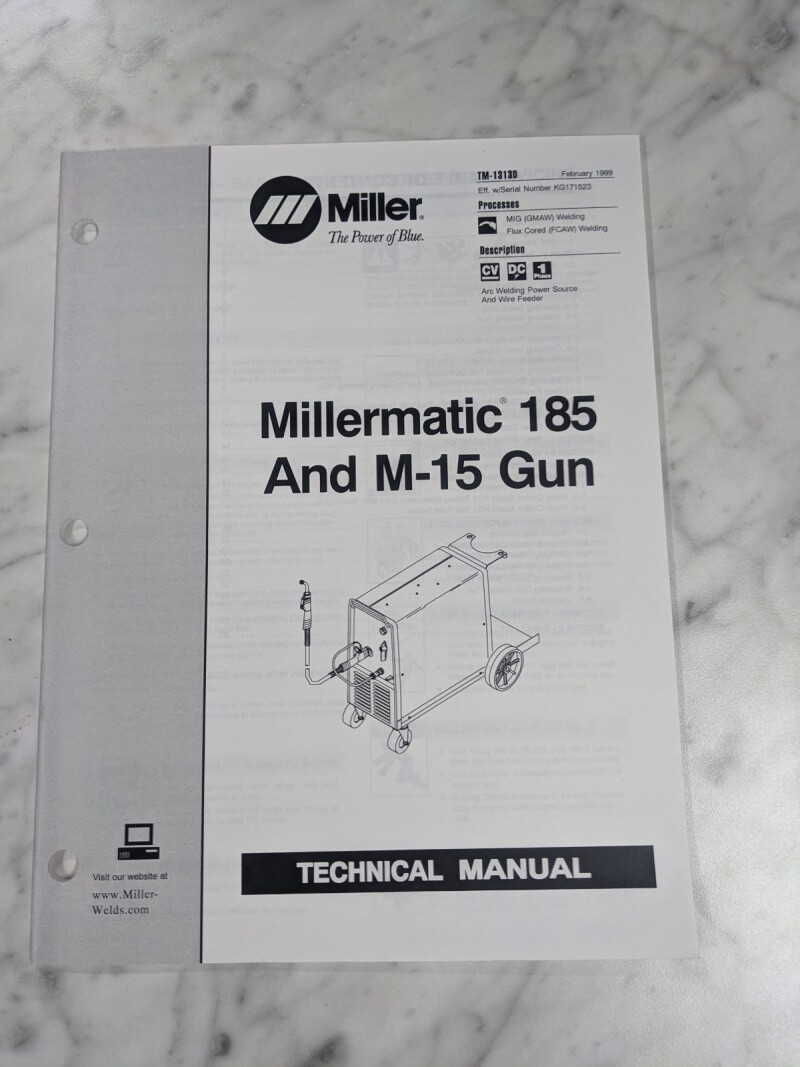 Miller®
The Power of Blue.
TM-1313D February 1999
Eff. w/Serial Number KG171523
Processes
MIG (GMAW) Welding
Flux Cored (FCAW) Welding
Description
CV DC 1 Phase
Arc Welding Power Source
And Wire Feeder
Millermatic® 185
And M-15 Gun
TECHNICAL MANUAL
Visit our website at
www.Miller-
Welds.com